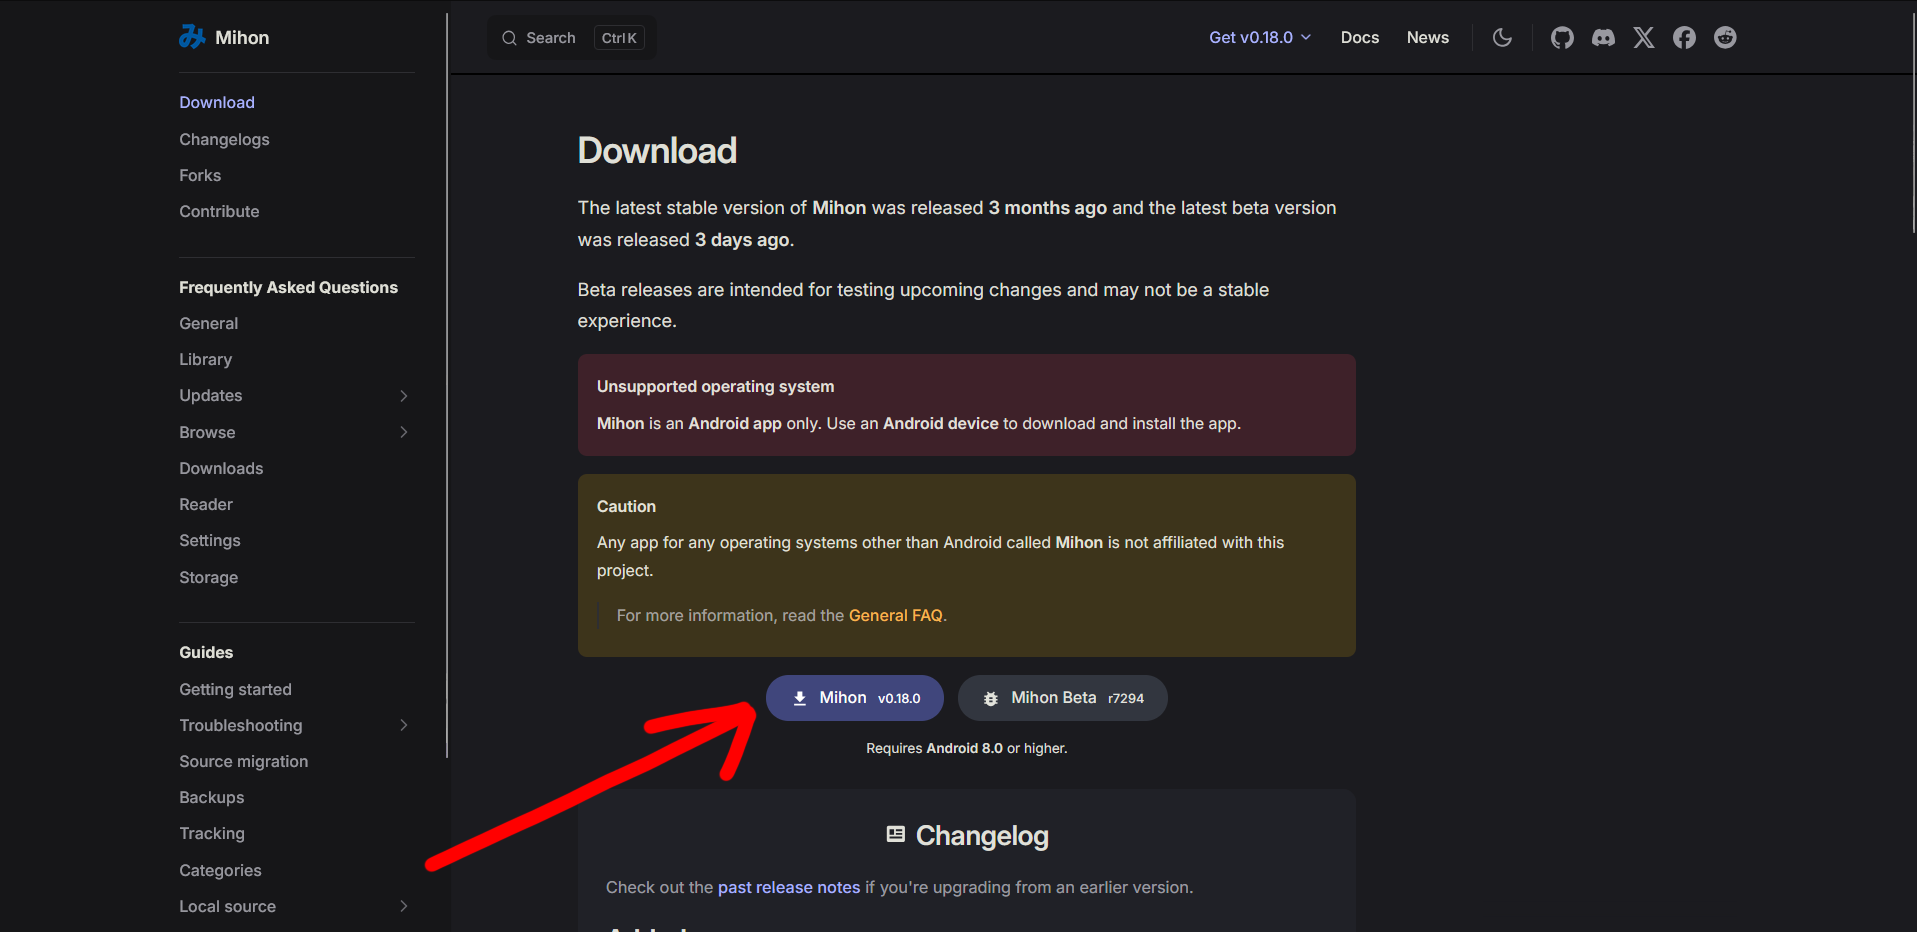 Mihon
Search Ctrl K
Get v0.18.0
Docs
News
Download
Changelogs
Forks
Contribute
Frequently Asked Questions
General
Library
Updates
Browse
Downloads
Reader
Settings
Storage
Guides
Getting started
Troubleshooting
Source migration
Backups
Tracking
Categories
Local source
Download
The latest stable version of Mihon was released 3 months ago and the latest beta version
was released 3 days ago.
Beta releases are intended for testing upcoming changes and may not be a stable
experience.
Unsupported operating system
Mihon is an Android app only. Use an Android device to download and install the app.
Caution
Any app for any operating systems other than Android called Mihon is not affiliated with this
project.
For more information, read the General FAQ.
Mihon v0.18.0
Mihon Beta r7294
Requires Android 8.0 or higher.
Changelog
Check out the past release notes if you're upgrading from an earlier version.